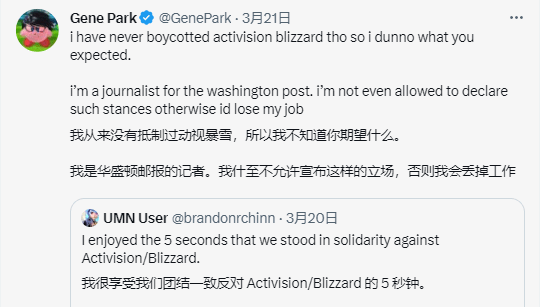 Gene Park @GenePark · 3月21日
i have never boycotted activision blizzard tho so i dunno what you
expected.
i'm a journalist for the washington post. i'm not even allowed to declare
such stances otherwise id lose my job
我从来没有抵制过动视暴雪，所以我不知道你期望什么。
我是华盛顿邮报的记者。我什至不允许宣布这样的立场，否则我会丢掉工作
UMN User @brandonrchinn · 3月20日
I enjoyed the 5 seconds that we stood in solidarity against
Activision/Blizzard.
我很享受我们团结一致反对 Activision/Blizzard 的 5 秒钟。